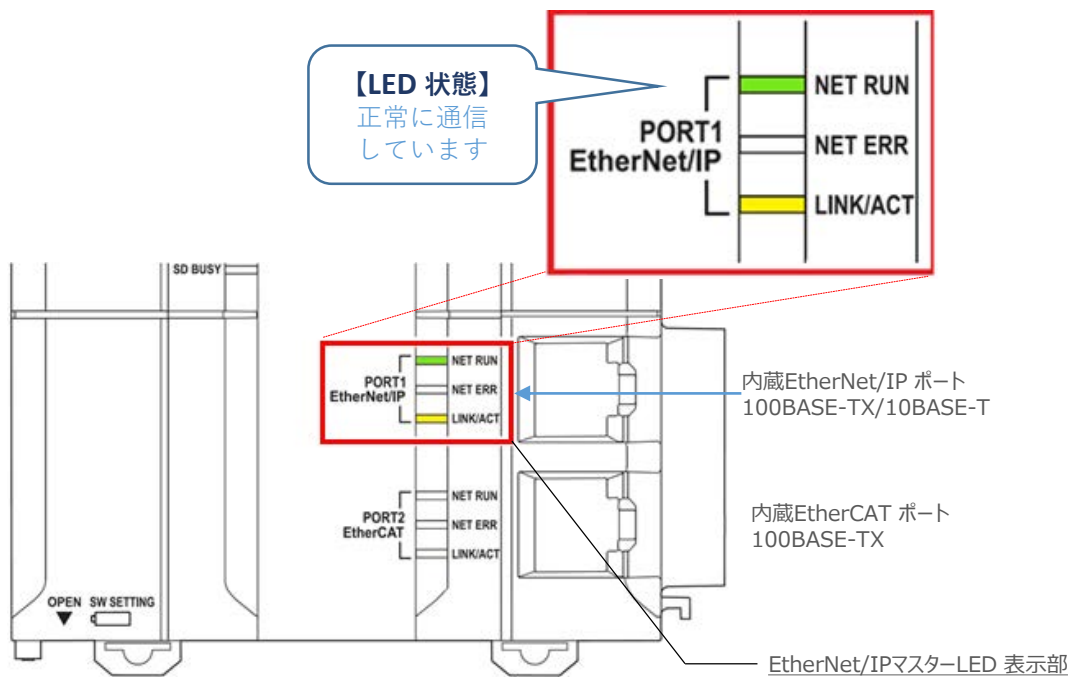 【LED 状態】
正常に通信
しています
PORT1
EtherNet/IP
NET RUN
NET ERR
LINK/ACT
SD BUSY
PORT1
EtherNet/IP
NET RUN
NET ERR
LINK/ACT
内蔵EtherNet/IP ポート
100BASE-TX/10BASE-T
PORT2
EtherCAT
NET RUN
NET ERR
LINK/ACT
内蔵EtherCAT ポート
100BASE-TX
OPEN SW SETTING
EtherNet/IPマスターLED 表示部